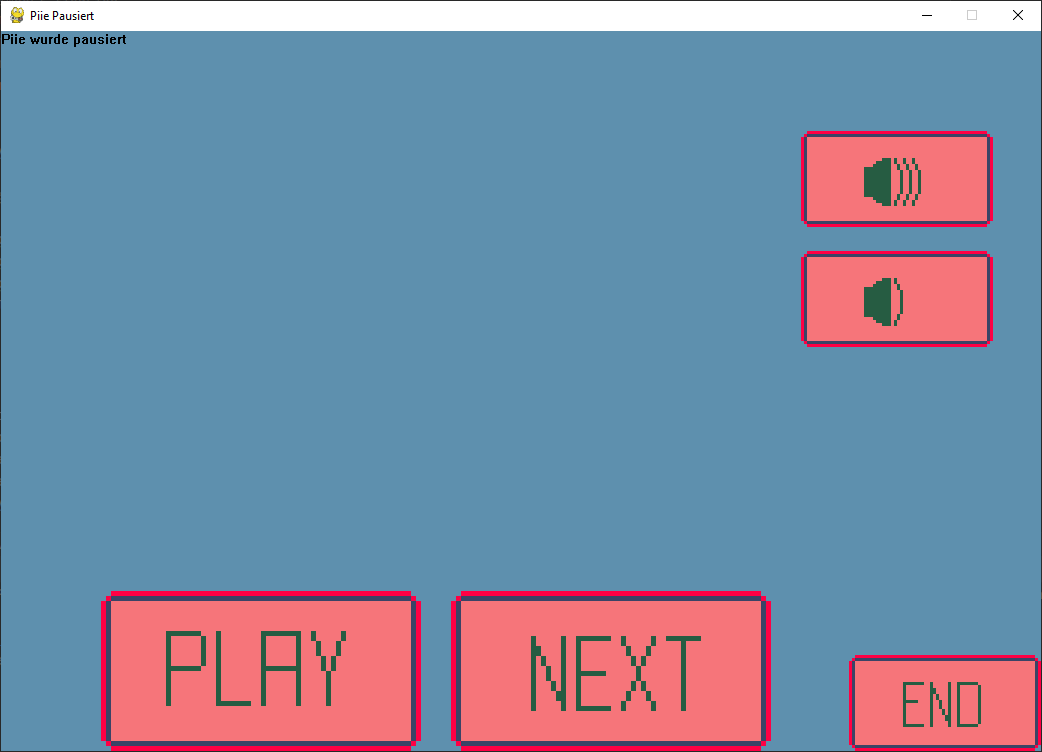 Piie Pausiert
Piie wurde pausiert
PLAY
NEXT
END